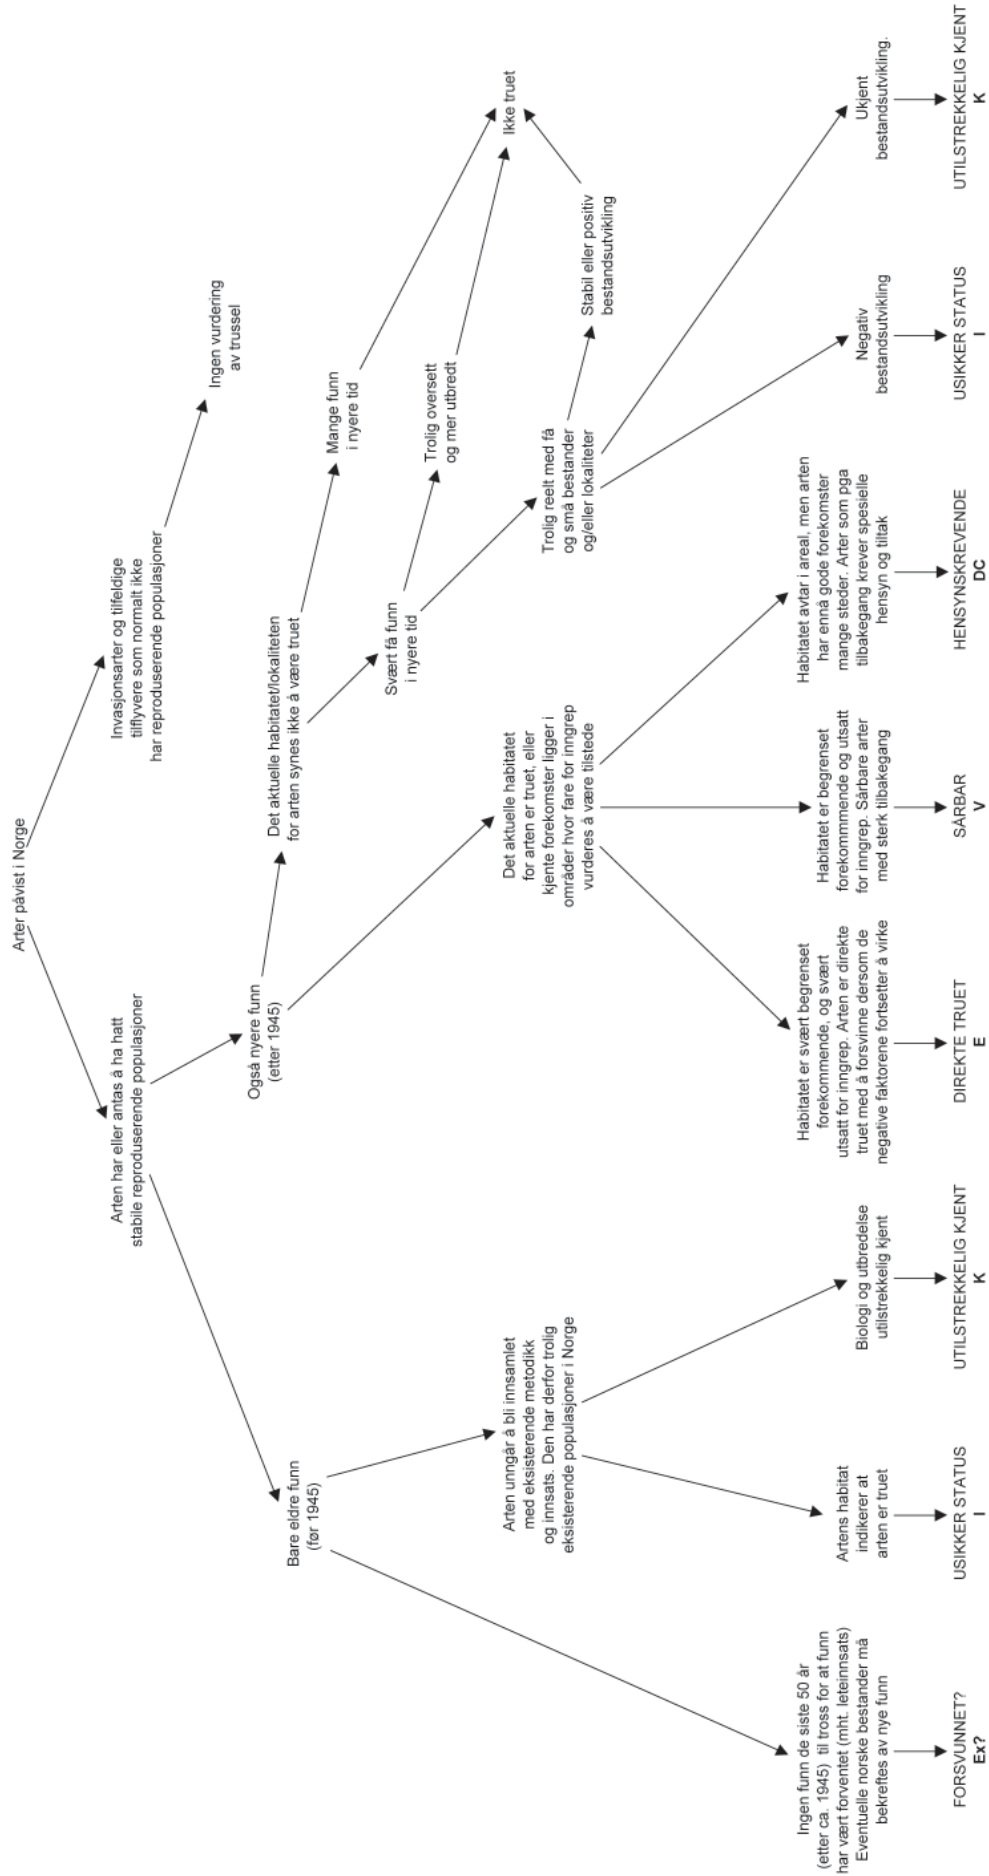 Arter påvist i Norge
Arten har eller antas å ha hatt
stabile reproduserende populasjoner
Invasjonsarter og tilfeldige
tilflyvere som normalt ikke
har reproduserende populasjoner
Ingen vurdering
av trussel
Bare eldre funn
(før 1945)
Også nyere funn
(etter 1945)
Det aktuelle habitatet/lokaliteten
for arten synes ikke å være truet
Mange funn
i nyere tid
Svært få funn
i nyere tid
Trolig oversett
og mer utbredt
Ikke truet
Arten unngår å bli innsamlet
med eksisterende metodikk
og innsats. Den har derfor trolig
eksisterende populasjoner i Norge
Det aktuelle habitatet
for arten er truet, eller
kjente forekomster ligger i
områder hvor fare for inngrep
vurderes å være tilstede
Trolig reelt med få
og små bestander
og/eller lokaliteter
Stabil eller positiv
bestandsutvikling
Ingen funn de siste 50 år
(etter ca. 1945) til tross for at funn
har vært forventet (mht. leteinnsats)
Eventuelle norske bestander må
bekreftes av nye funn
Artens habitat
indikerer at
arten er truet
Biologi og utbredelse
utilstrekkelig kjent
Habitatet er svært begrenset
forekommende, og svært
utsatt for inngrep. Arten er direkte
truet med å forsvinne dersom de
negative faktorene fortsetter å virke
Habitatet er begrenset
forekommende og utsatt
for inngrep. Sårbare arter
med sterk tilbakegang
Habitatet avtar i areal, men arten
har ennå gode forekomster
mange steder. Arter som pga
tilbakegang krever spesielle
hensyn og tiltak
Negativ
bestandsutvikling
Ukjent
bestandsutvikling.
FORSVUNNET?
Ex?
USIKKER STATUS
I
UTILSTREKKELIG KJENT
K
DIREKTE TRUET
E
SÅRBAR
V
HENSYNSKREVENDE
DC
USIKKER STATUS
I
UTILSTREKKELIG KJENT
K